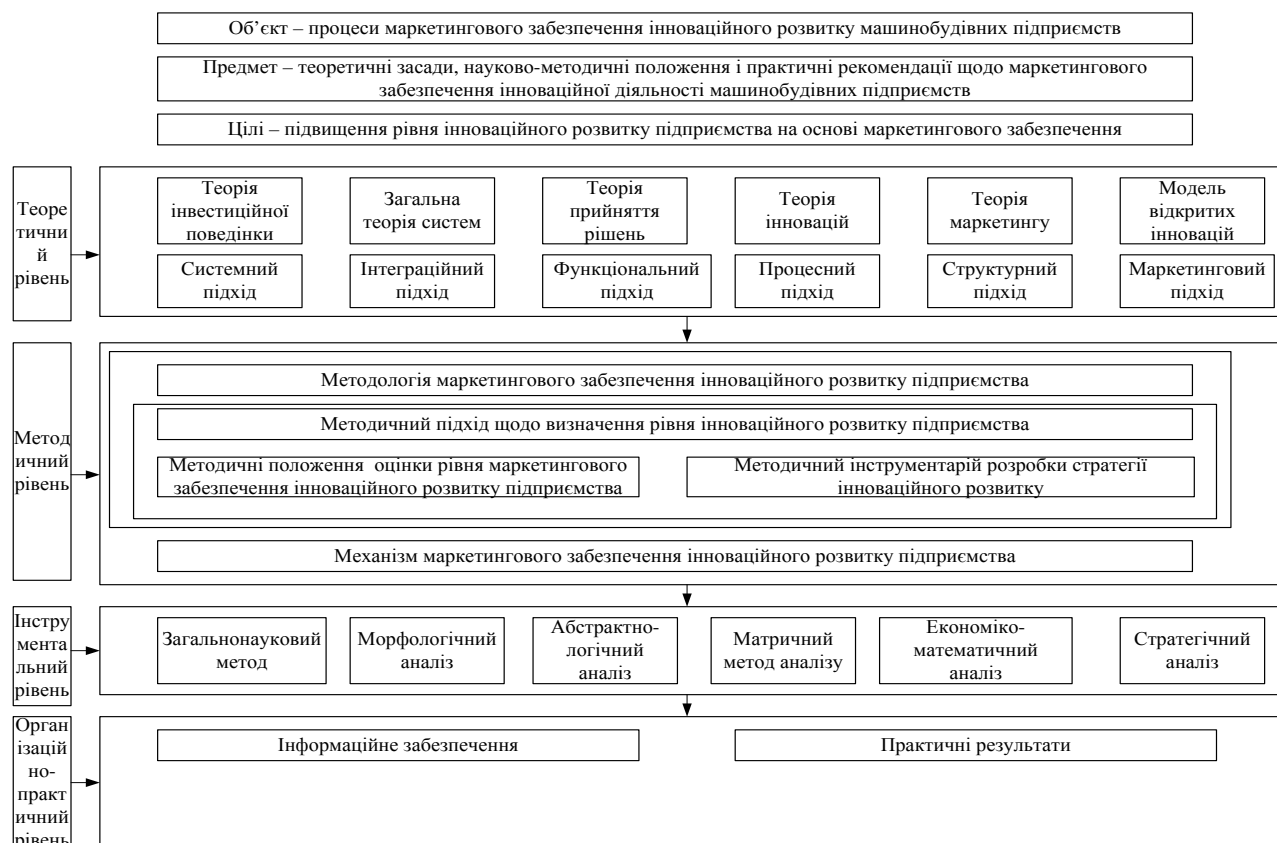 Об’єкт – процеси маркетингового забезпечення інноваційного розвитку машинобудівних підприємств
Предмет – теоретичні засади, науково-методичні положення і практичні рекомендації щодо маркетингового
забезпечення інноваційної діяльності машинобудівних підприємств
Цілі – підвищення рівня інноваційного розвитку підприємства на основі маркетингового забезпечення
Теоре
тични
й
рівень
Теорія
інвестиційної
поведінки
Загальна
теорія систем
Теорія
прийняття
рішень
Теорія
інновацій
Теорія
маркетингу
Модель
відкритих
інновацій
Системний
підхід
Інтеграційний
підхід
Функціональний
підхід
Процесний
підхід
Структурний
підхід
Маркетинговий
підхід
Метод
ичний
рівень
Методологія маркетингового забезпечення інноваційного розвитку підприємства
Методичний підхід щодо визначення рівня інноваційного розвитку підприємства
Методичні положення оцінки рівня маркетингового
забезпечення інноваційного розвитку підприємства
Методичний інструментарій розробки стратегії
інноваційного розвитку
Механізм маркетингового забезпечення інноваційного розвитку підприємства
Інстру
мента
льний
рівень
Загальнонауковий
метод
Морфологічний
аналіз
Абстрактно-
логічний
аналіз
Матричний
метод аналізу
Економіко-
математичний
аналіз
Стратегічний
аналіз
Орган
ізацій
но-
практ
ичний
рівень
Інформаційне забезпечення
Практичні результати